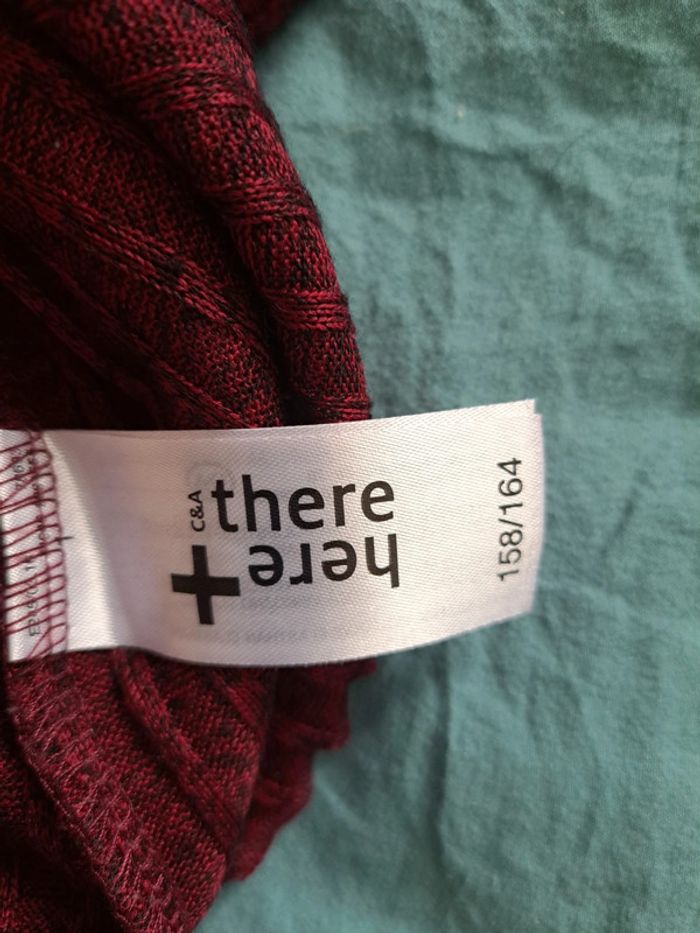 C&A
there
+ here
158/164